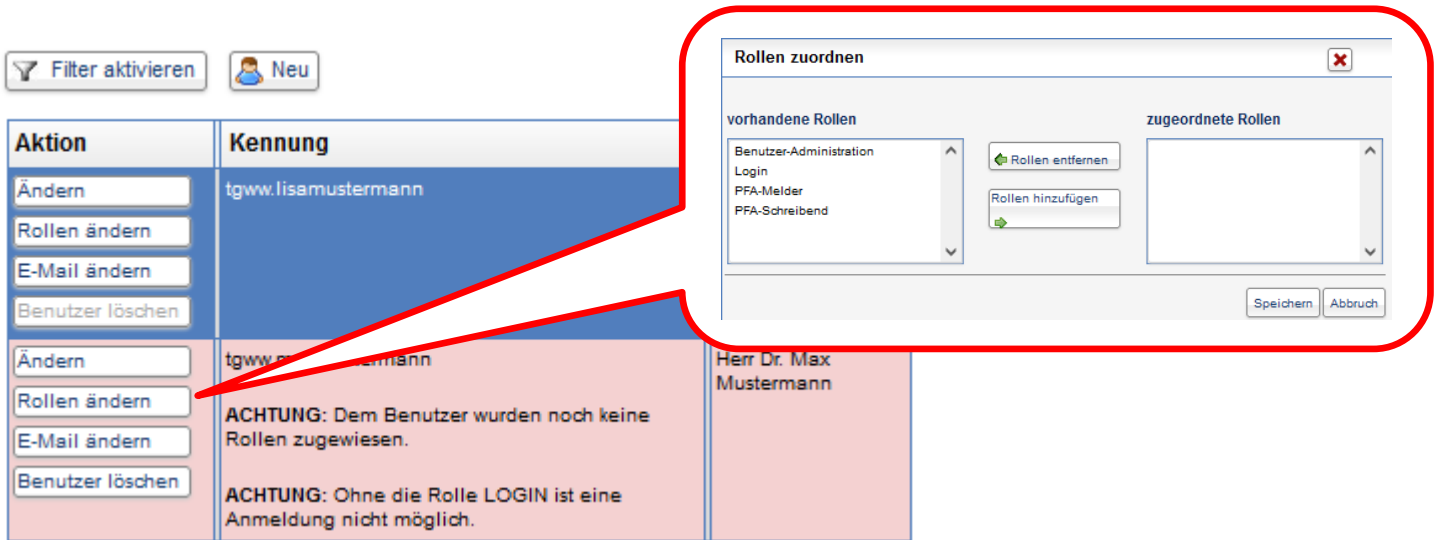 Filter aktivieren
Neu
Aktion
Kennung
Ändern
Rollen ändern
E-Mail ändern
Benutzer löschen
tgww.lisamustermann
Ändern
Rollen ändern
E-Mail ändern
Benutzer löschen
ACHTUNG: Dem Benutzer wurden noch keine
Rollen zugewiesen.
ACHTUNG: Ohne die Rolle LOGIN ist eine
Anmeldung nicht möglich.
Herr Dr. Max
Mustermann
Rollen zuordnen
vorhandene Rollen
Benutzer-Administration
Login
PFA-Melder
PFA-Schreibend
Rollen entfernen
Rollen hinzufügen
zugeordnete Rollen
Speichern
Abbruch